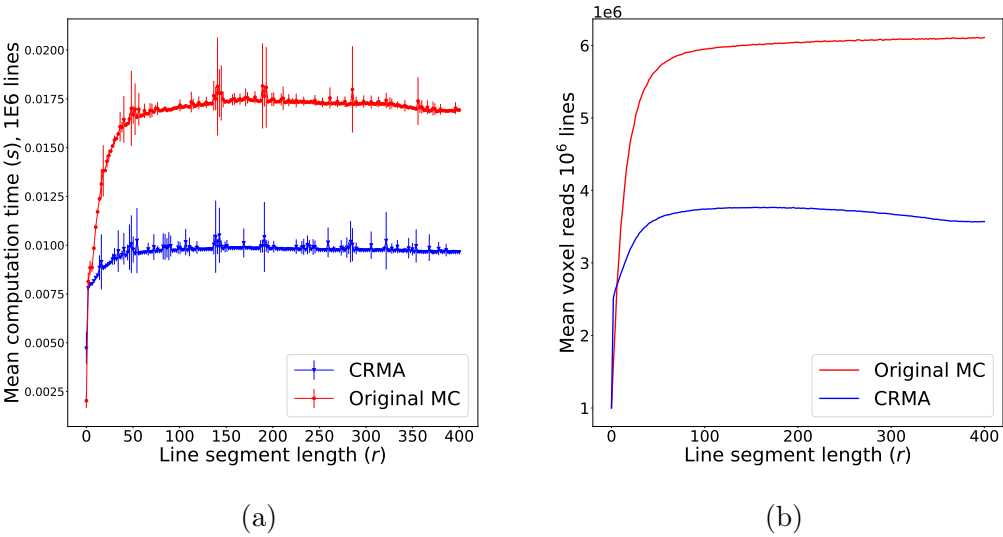 Mean computation time (s), 1E6 lines
0.0200
0.0175
0.0150
0.0125
0.0100
0.0075
0.0050
0.0025
0
50
100
150
200
250
300
350
400
Line segment length (r)
CRMA
Original MC
(a)
1e6
Mean voxel reads 10⁶ lines
6
5
4
3
2
1
0
100
200
300
400
Line segment length (r)
Original MC
CRMA
(b)